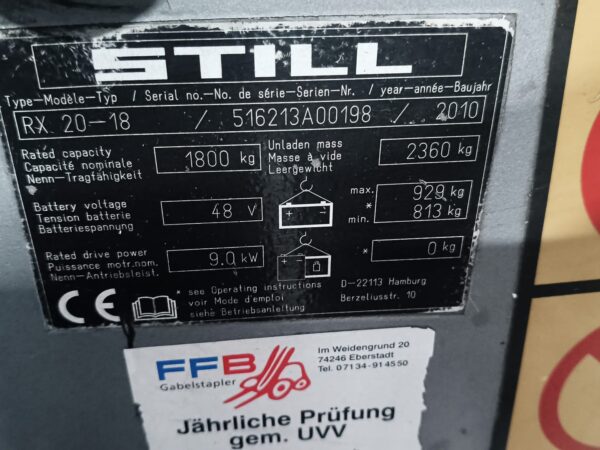 STILL
Type-Modèle-Typ / Serial no.-No. de série-Serien-Nr. / year-année-Baujahr
RX 20-18 / 516213A00198 / 2010
Rated capacity
Capacité nominale
Nenn-Tragfähigkeit
1800 kg
Unladen mass
Masse à vide
Leergewicht
2360 kg
Battery voltage
Tension batterie
Batteriespannung
48 V
+ -
max. 929 kg
*
min. 813 kg
Rated drive power
Puissance motr.nom.
Nenn-Antriebsleist.
9.0 kW
+ -
* 0 kg
* see Operating instructions
voir Mode d'emploi
siehe Betriebsanleitung
D-22113 Hamburg
Berzeliusstr. 10
CE
FFB
Gabelstapler
Im Weidengrund 20
74246 Eberstadt
Tel. 07134-914550
Jährliche Prüfung
gem. UVV